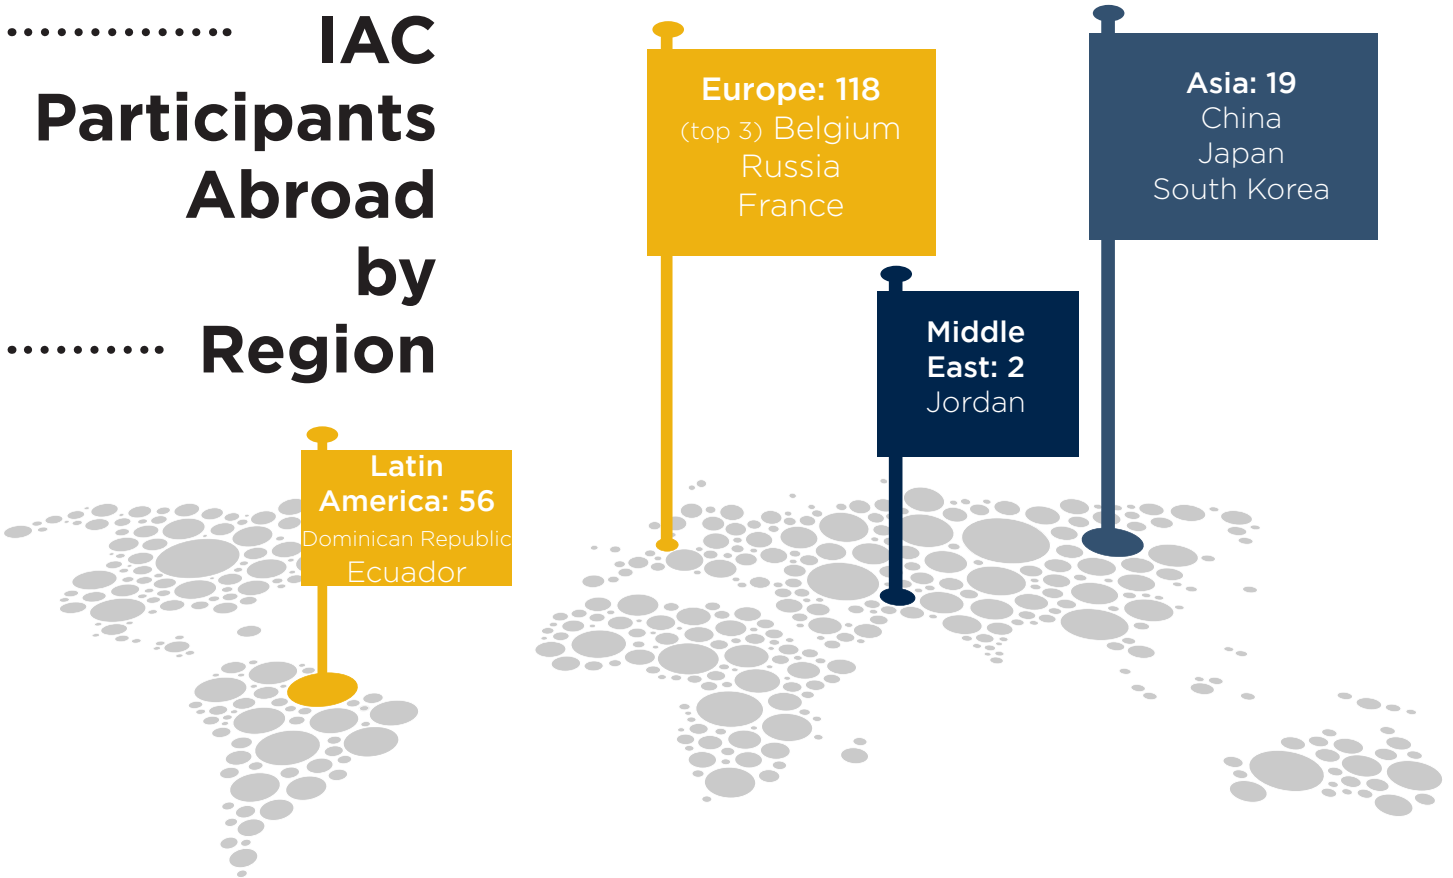 IAC
Participants
Abroad
by
Region
Europe: 118
(top 3) Belgium
Russia
France
Asia: 19
China
Japan
South Korea
Middle
East: 2
Jordan
Latin
America: 56
Dominican Republic
Ecuador